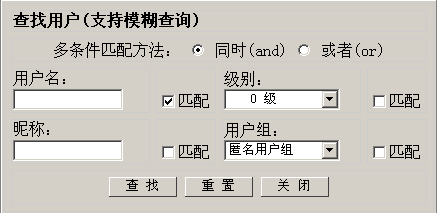 查找用户(支持模糊查询)
多条件匹配方法： 同时(and) 或者(or)
用户名： 级别：
匹配 0 级 匹配
昵称： 用户组：
匹配 匿名用户组 匹配
查 找 重 置 关 闭